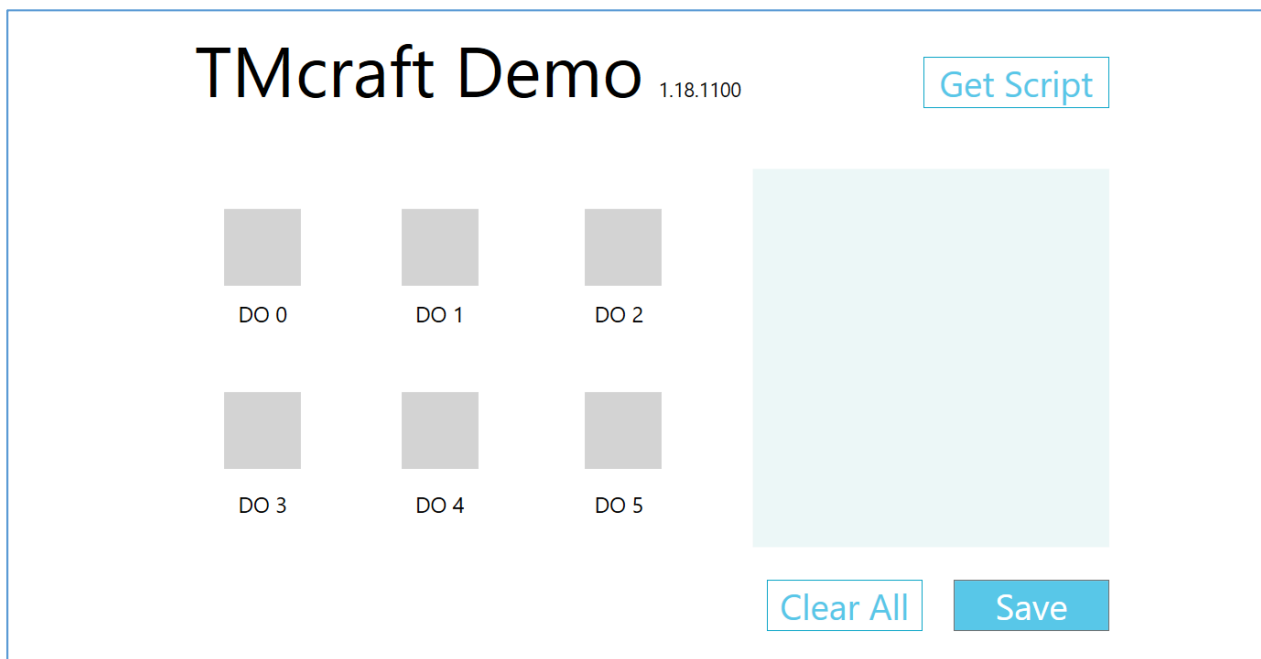 TMcraft Demo 1.18.1100
Get Script
DO 0 DO 1 DO 2
DO 3 DO 4 DO 5
Clear All Save